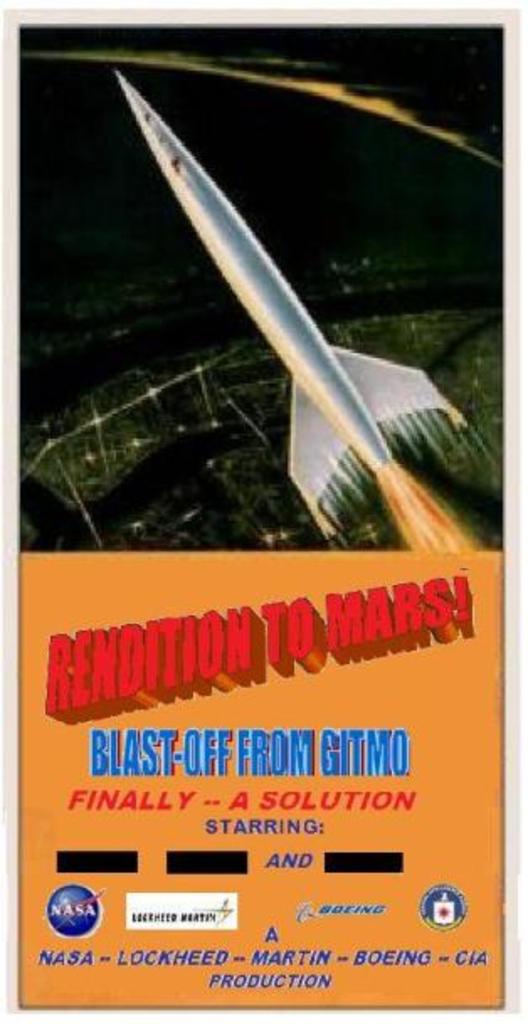 RENDITION TO MARS!
BLAST-OFF FROM GITMO
FINALLY -- A SOLUTION
STARRING:
AND
NASA LOCKHEED MARTIN BOEING
A
NASA -- LOCKHEED -- MARTIN -- BOEING -- CIA
PRODUCTION